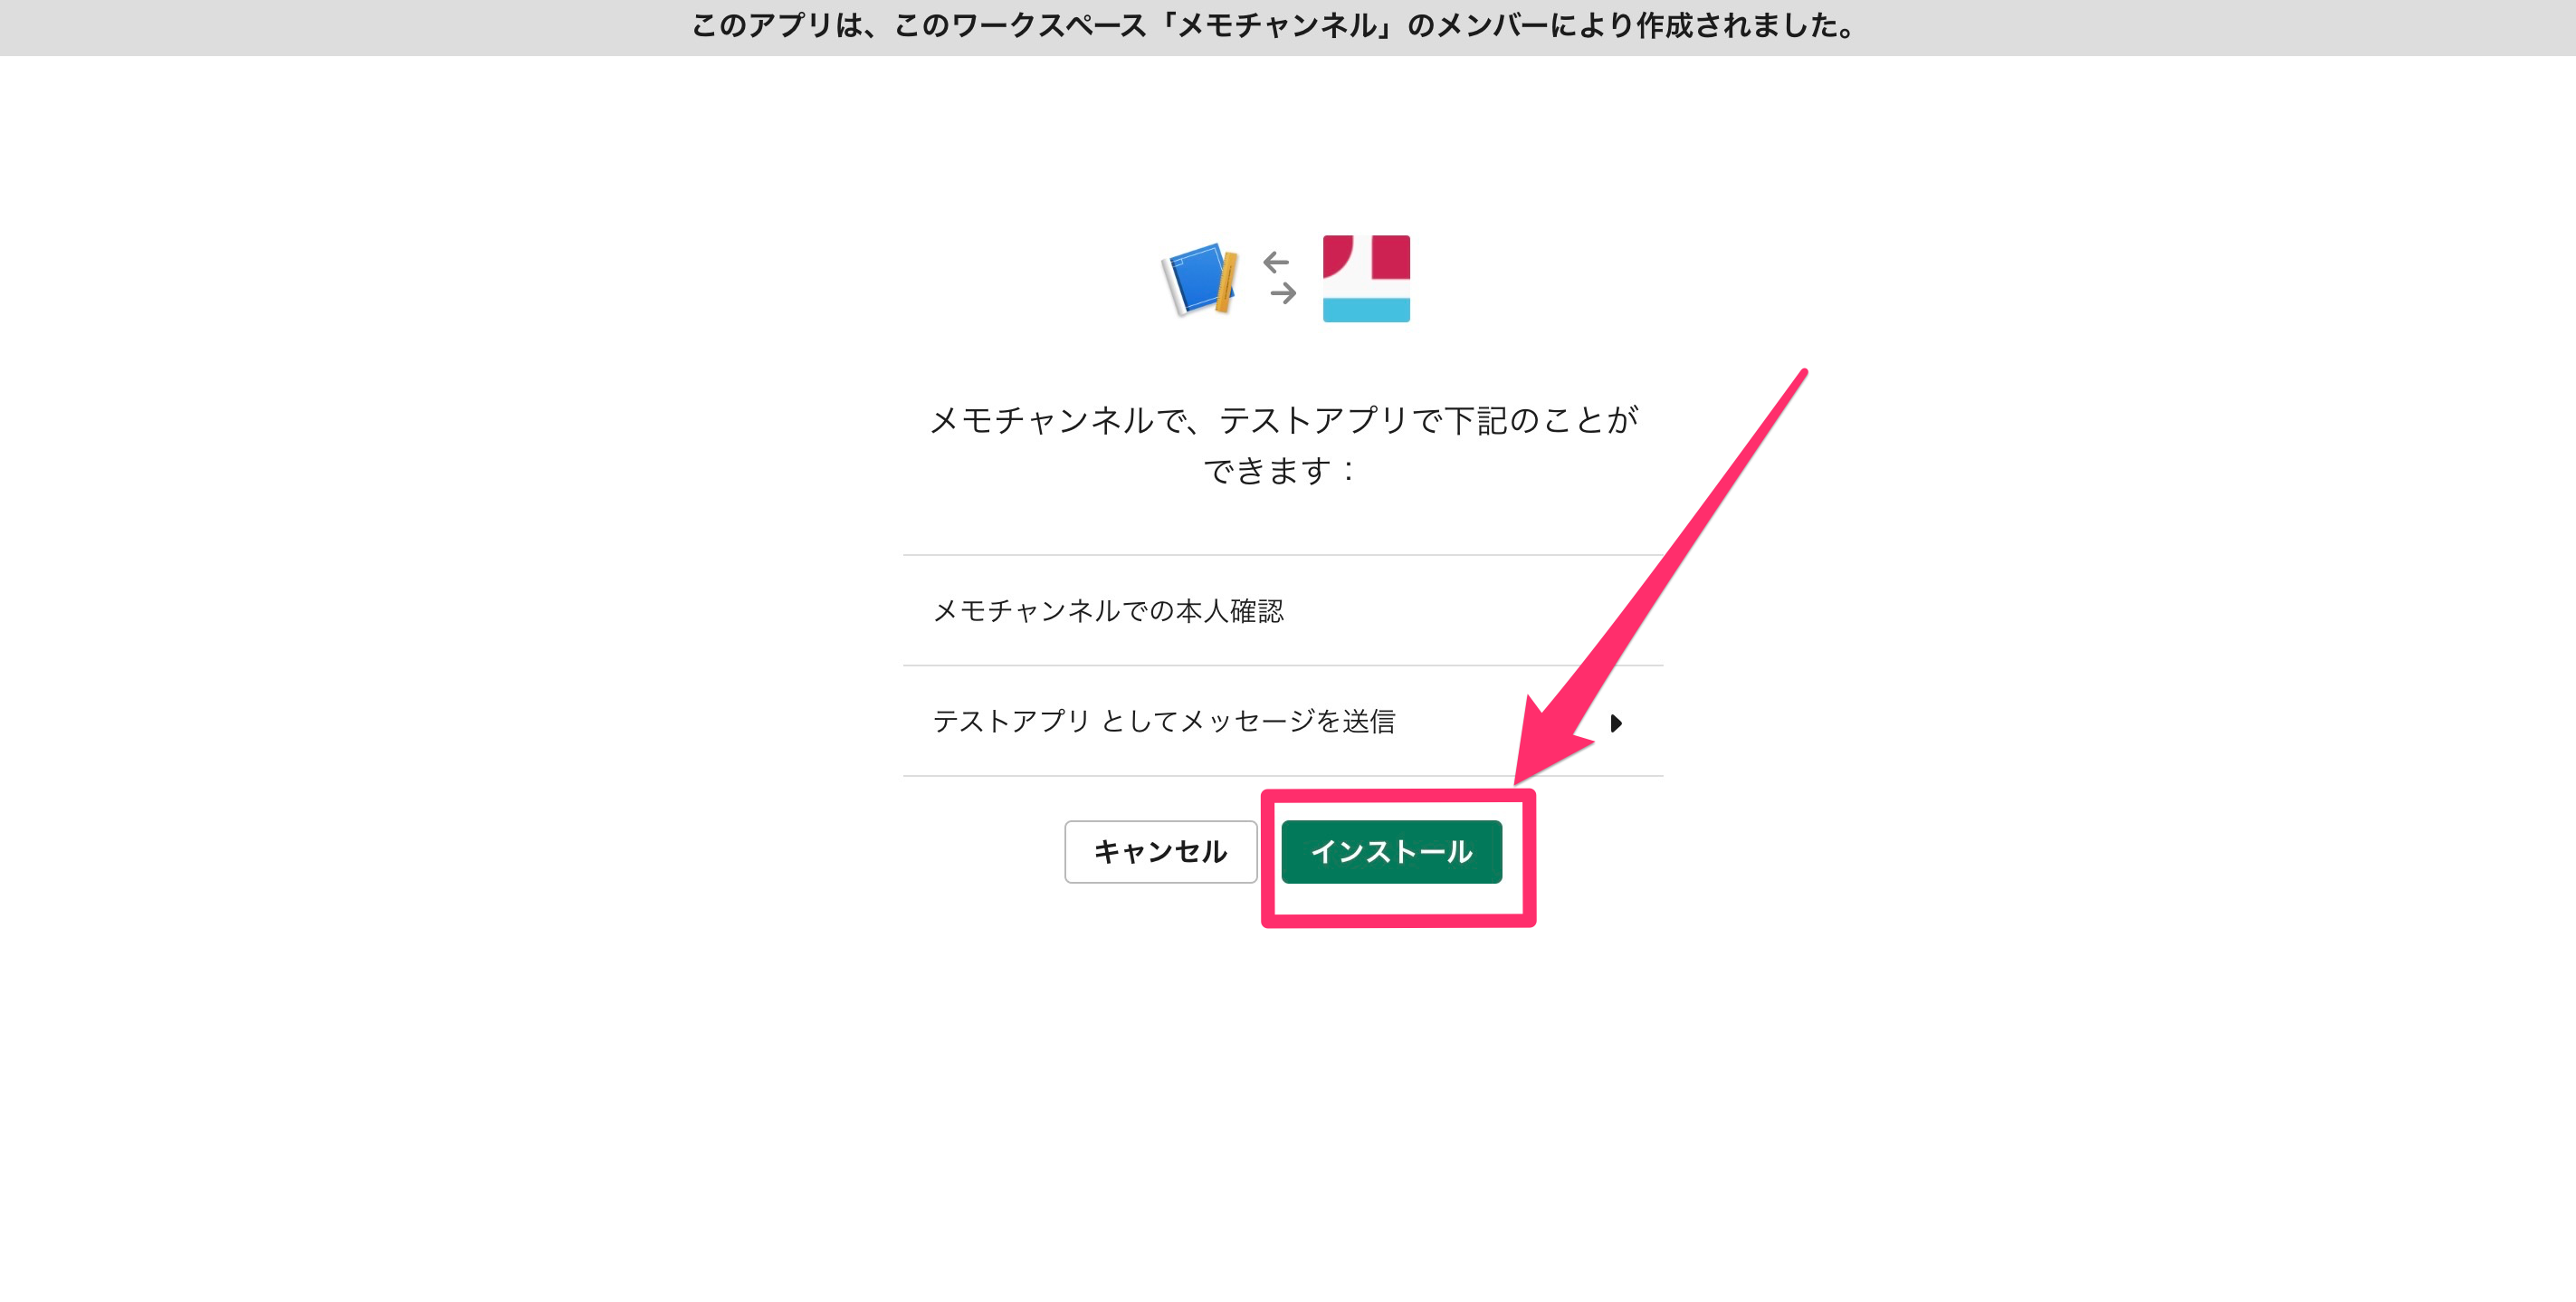 このアプリは、このワークスペース「メモチャンネル」のメンバーにより作成されました。
メモチャンネルで、テストアプリで下記のことが
できます：
メモチャンネルでの本人確認
テストアプリ としてメッセージを送信
キャンセル
インストール